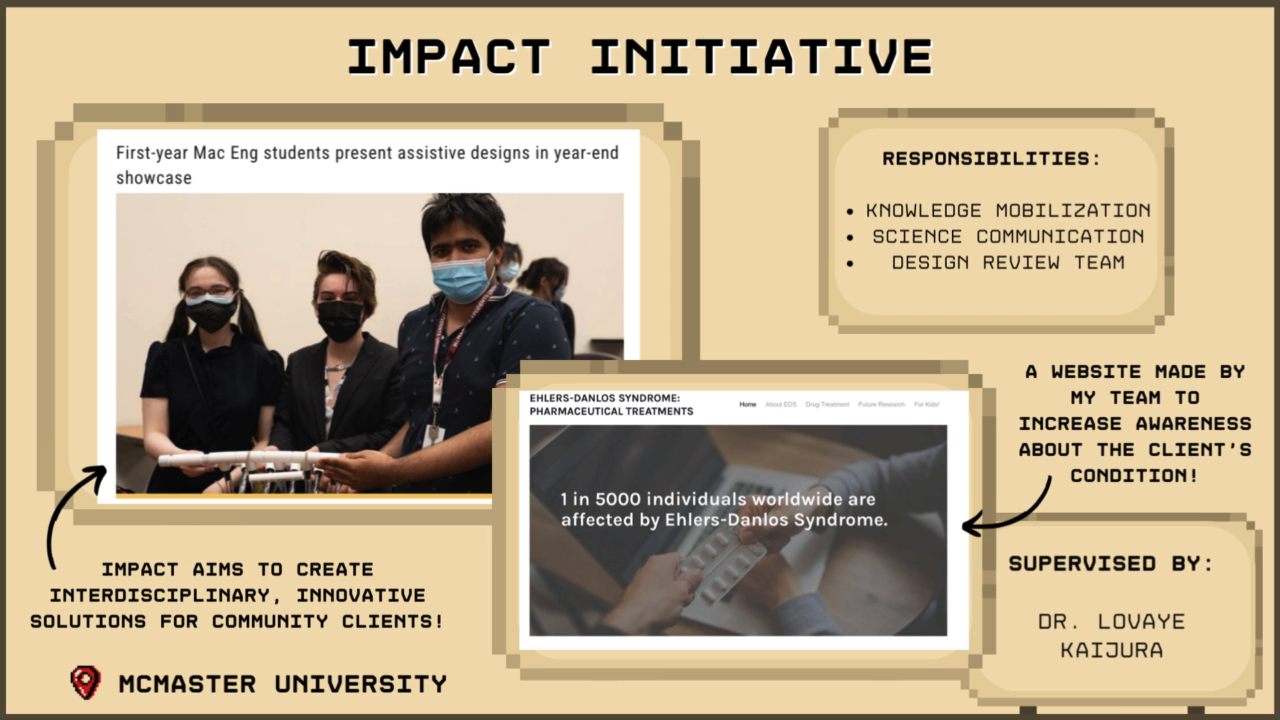 IMPACT INITIATIVE
First-year Mac Eng students present assistive designs in year-end
showcase
RESPONSIBILITIES:
• KNOWLEDGE MOBILIZATION
• SCIENCE COMMUNICATION
• DESIGN REVIEW TEAM
A WEBSITE MADE BY
MY TEAM TO
INCREASE AWARENESS
ABOUT THE CLIENT'S
CONDITION!
EHLERS-DANLOS SYNDROME:
PHARMACEUTICAL TREATMENTS
Home About EDS Drug Treatment Future Research For Kids!
1 in 5000 individuals worldwide are
affected by Ehlers-Danlos Syndrome.
IMPACT AIMS TO CREATE
INTERDISCIPLINARY, INNOVATIVE
SOLUTIONS FOR COMMUNITY CLIENTS!
MCMASTER UNIVERSITY
SUPERVISED BY:
DR. LOVAYE
KAIJURA